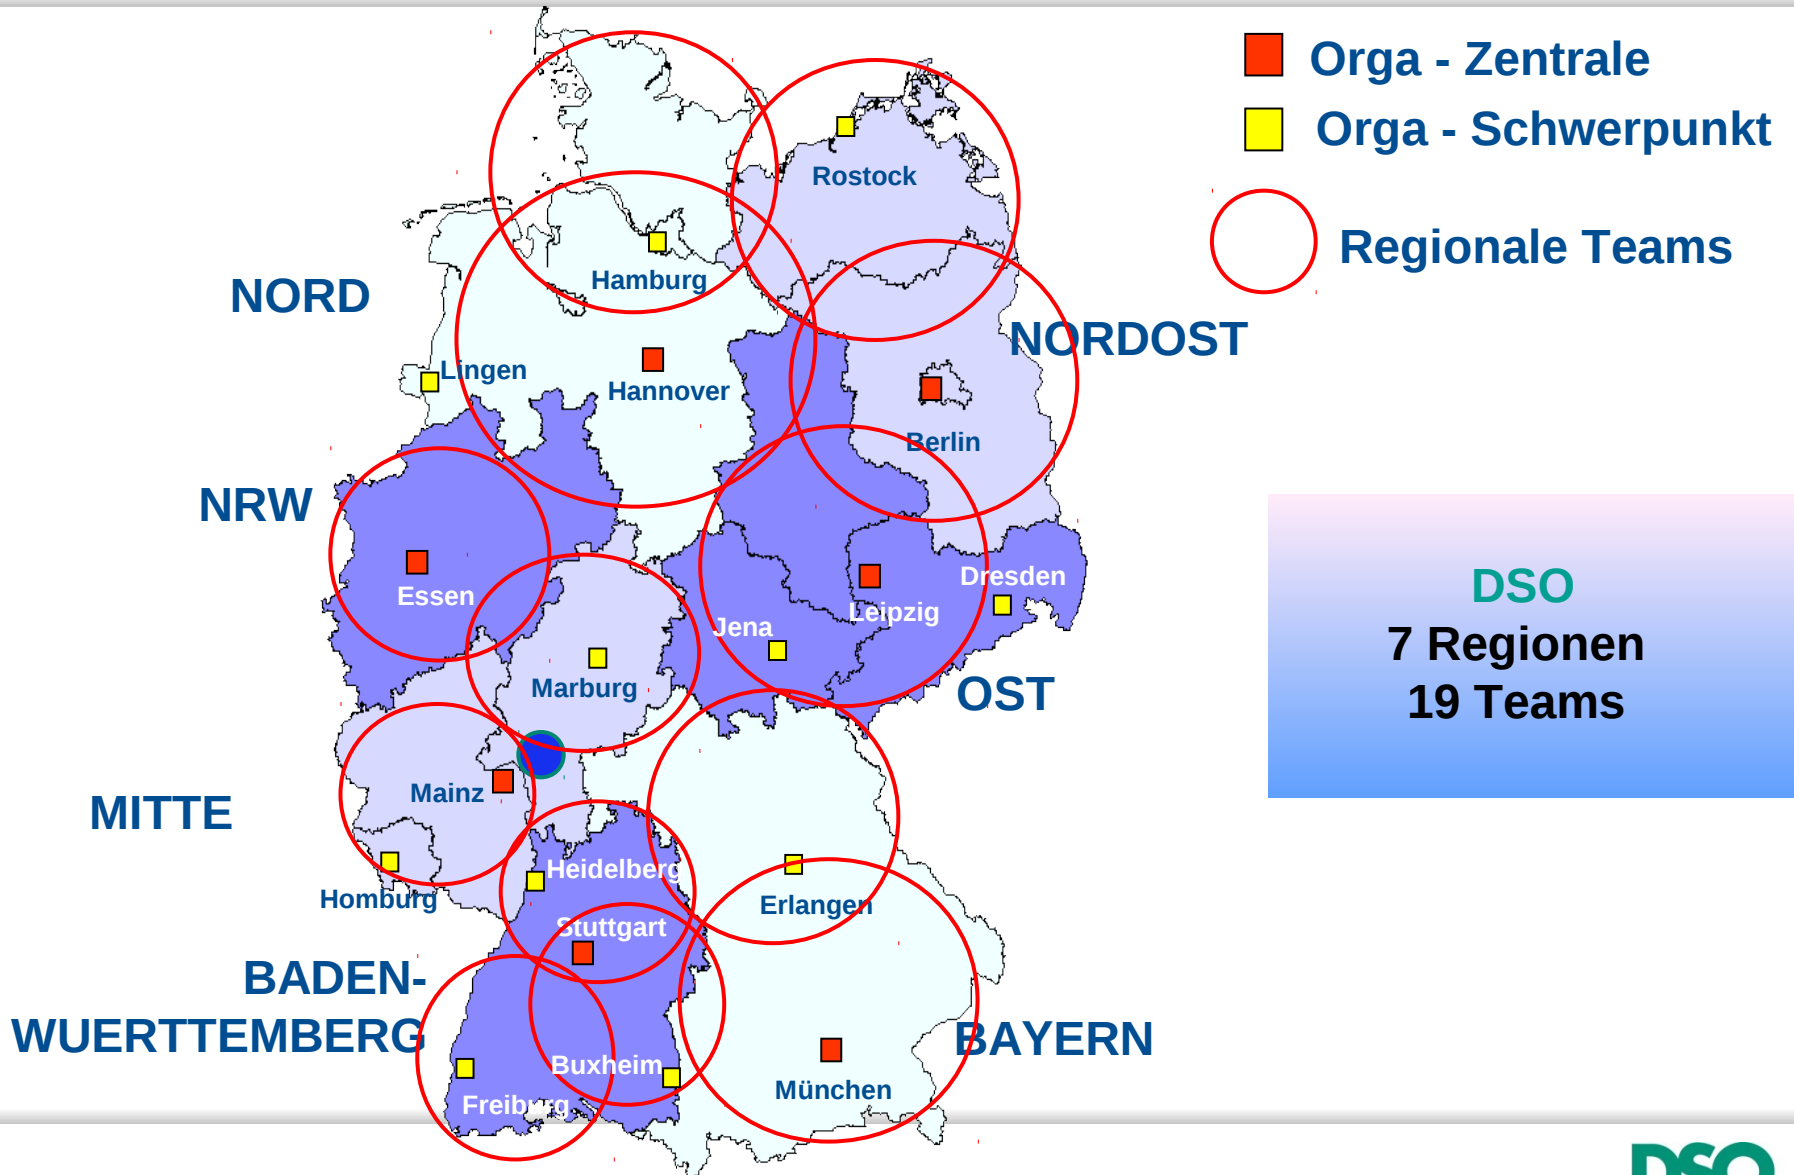 Orga - Zentrale
Orga - Schwerpunkt
Regionale Teams
Rostock
Hamburg
NORD
NORDOST
Lingen
Hannover
Berlin
NRW
Essen
Dresden
Leipzig
Jena
DSO
7 Regionen
19 Teams
Marburg
OST
Mainz
MITTE
Heidelberg
Homburg
Erlangen
Stuttgart
BADEN-
WUERTTEMBERG
BAYERN
Buxheim
München
Freiburg
DSO